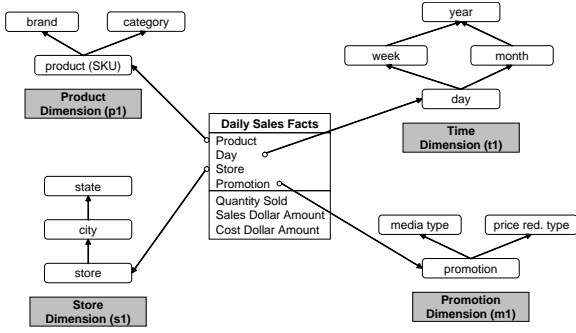 brand
category
product (SKU)
Product
Dimension (p1)
year
week
month
day
Time
Dimension (t1)
Daily Sales Facts
Product
Day
Store
Promotion
Quantity Sold
Sales Dollar Amount
Cost Dollar Amount
state
city
store
Store
Dimension (s1)
media type
price red. type
promotion
Promotion
Dimension (m1)